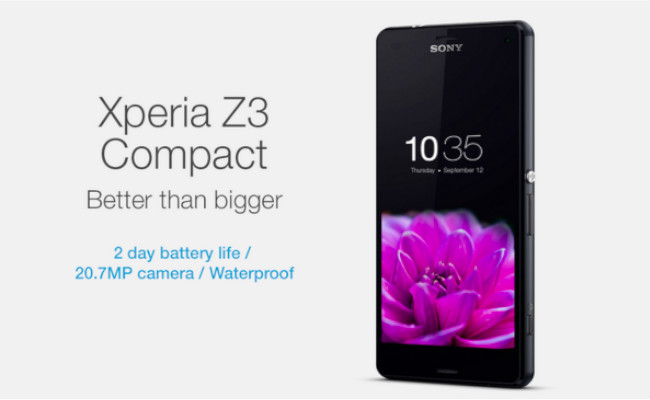 Xperia Z3
Compact
Better than bigger
2 day battery life /
20.7MP camera / Waterproof
SONY
10 35
Thursday • September 12